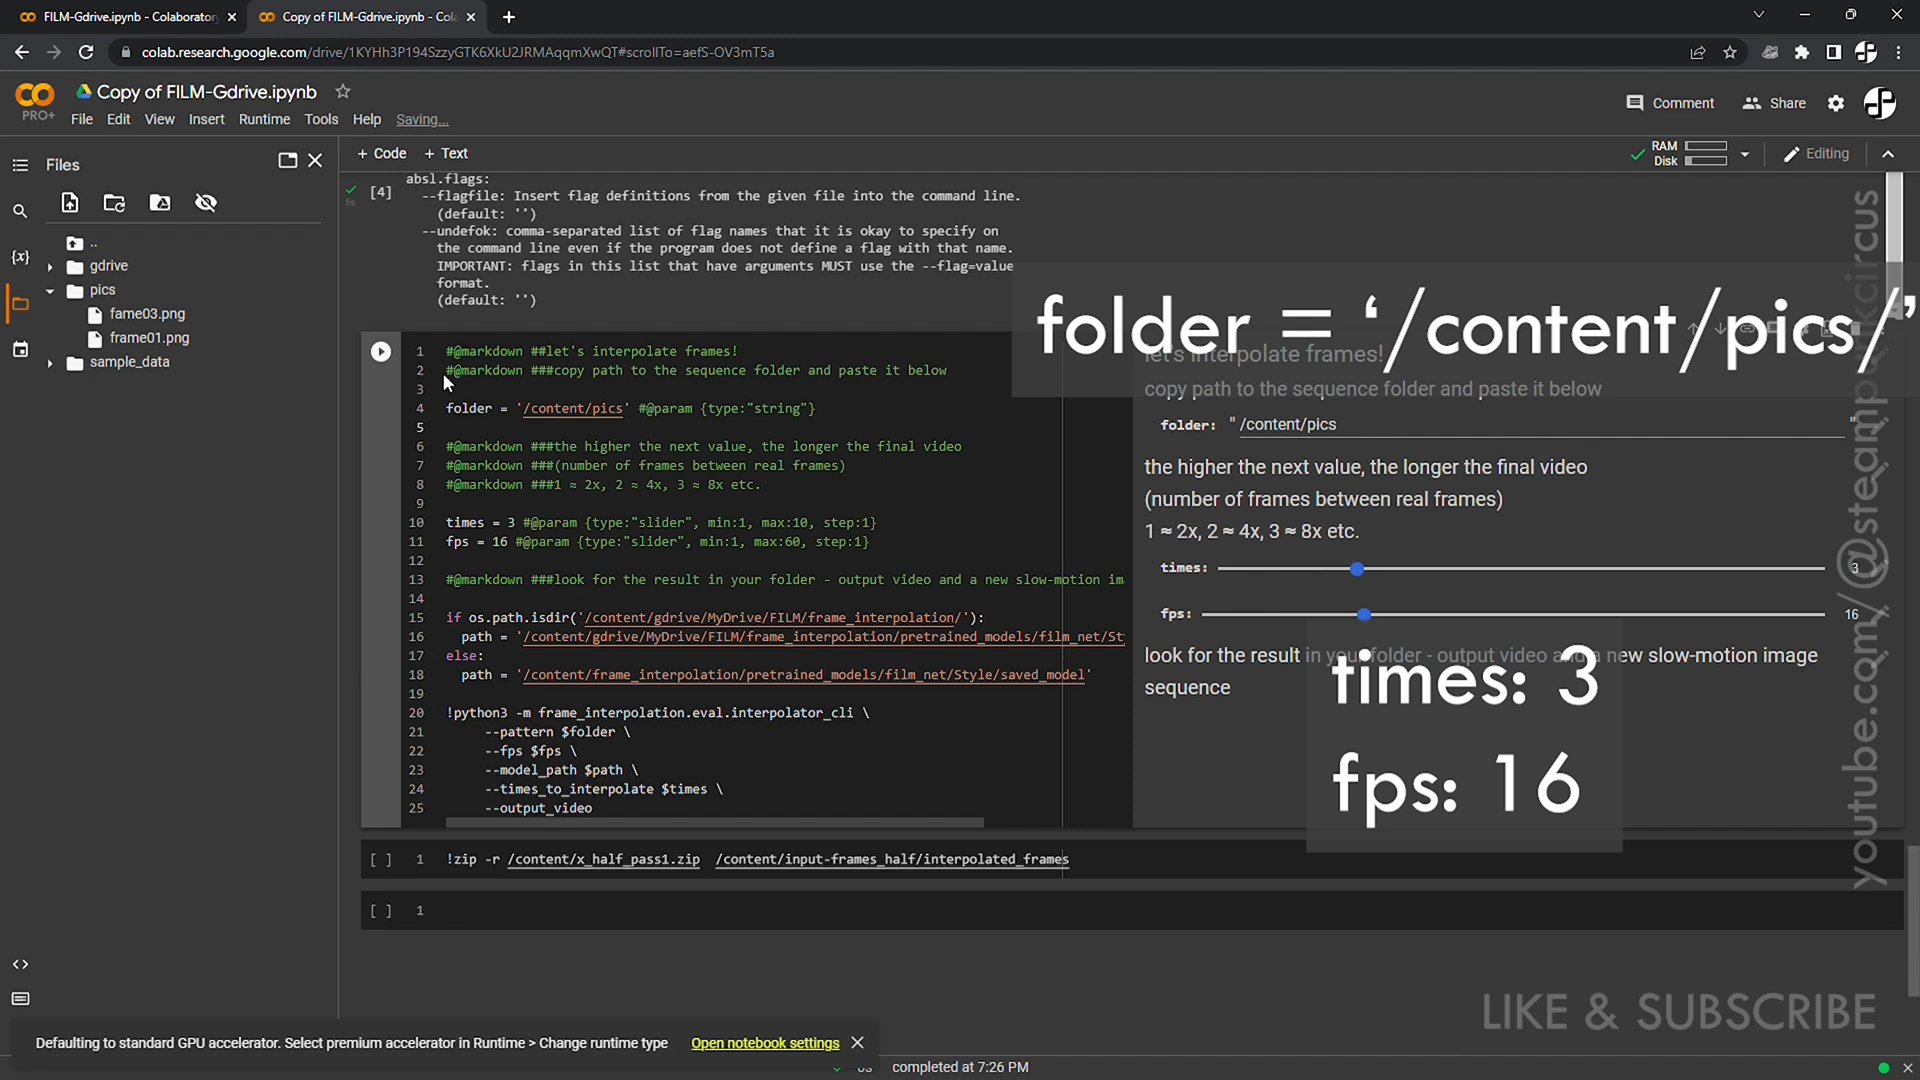 FILM-Gdrive.ipynb - Colaborator
Copy of FILM-Gdrive.ipynb - Col
colab.research.google.com/drive/1KYHh3P194SzzyGTK6XkU2JRMAqqmXwQT#scrollTo=aefS-OV3mT5a
PRO+
Copy of FILM-Gdrive.ipynb
File Edit View Insert Runtime Tools Help Saving...
Comment
Share
Files
+ Code + Text
RAM
Disk
Editing
..
gdrive
pics
fame03.png
frame01.png
sample_data
[4]
6s
absl.flags:
--flagfile: Insert flag definitions from the given file into the command line.
(default: '')
--undefok: comma-separated list of flag names that it is okay to specify on
the command line even if the program does not define a flag with that name.
IMPORTANT: flags in this list that have arguments MUST use the --flag=value
format.
(default: '')
folder = ‘/content/pics/’
1 #@markdown ##let's interpolate frames!
2 #@markdown ###copy path to the sequence folder and paste it below
3
4 folder = '/content/pics' #@param {type:"string"}
5
6 #@markdown ###the higher the next value, the longer the final video
7 #@markdown ###(number of frames between real frames)
8 #@markdown ###1 ≈ 2x, 2 ≈ 4x, 3 ≈ 8x etc.
9
10 times = 3 #@param {type:"slider", min:1, max:10, step:1}
11 fps = 16 #@param {type:"slider", min:1, max:60, step:1}
12
13 #@markdown ###look for the result in your folder - output video and a new slow-motion im
14
15 if os.path.isdir('/content/gdrive/MyDrive/FILM/frame_interpolation/'):
16 path = '/content/gdrive/MyDrive/FILM/frame_interpolation/pretrained_models/film_net/St
17 else:
18 path = '/content/frame_interpolation/pretrained_models/film_net/Style/saved_model'
19
20 !python3 -m frame_interpolation.eval.interpolator_cli \
21 --pattern $folder \
22 --fps $fps \
23 --model_path $path \
24 --times_to_interpolate $times \
25 --output_video
let's interpolate frames!
copy path to the sequence folder and paste it below
folder: "/content/pics "
the higher the next value, the longer the final video
(number of frames between real frames)
1 ≈ 2x, 2 ≈ 4x, 3 ≈ 8x etc.
times: 3
fps: 16
look for the result in your folder - output video and a new slow-motion image
sequence
times: 3
fps: 16
[ ] 1 !zip -r /content/x_half_pass1.zip /content/input-frames_half/interpolated_frames
[ ] 1
youtube.com/@steampunkcircus
LIKE & SUBSCRIBE
Defaulting to standard GPU accelerator. Select premium accelerator in Runtime > Change runtime type Open notebook settings
0s completed at 7:26 PM